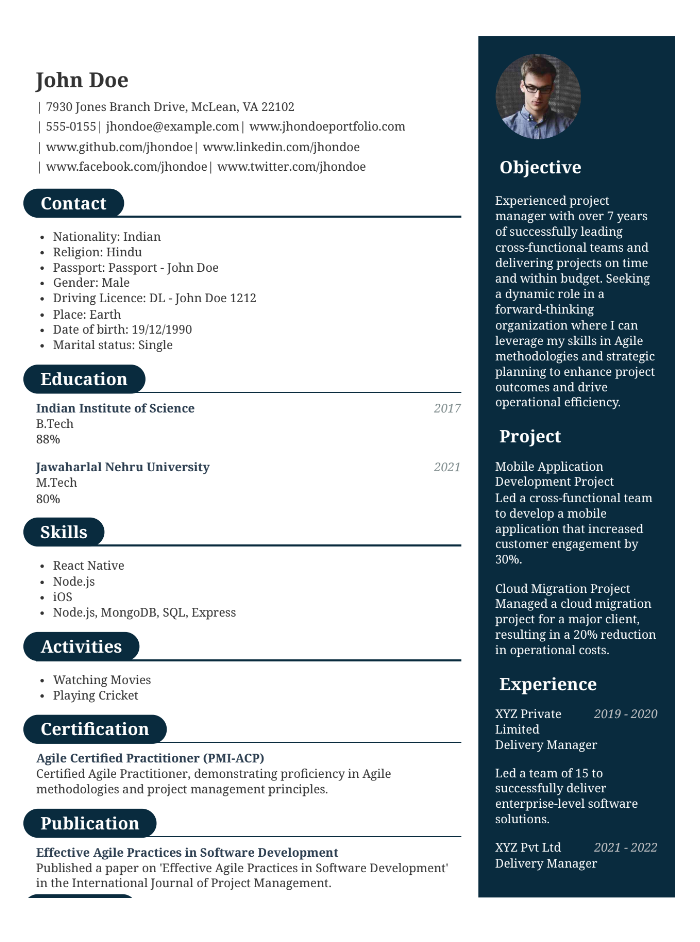 John Doe
| 7930 Jones Branch Drive, McLean, VA 22102
| 555-0155| jhondoe@example.com| www.jhondoeportfolio.com
| www.github.com/jhondoe| www.linkedin.com/jhondoe
| www.facebook.com/jhondoe| www.twitter.com/jhondoe
Contact
• Nationality: Indian
• Religion: Hindu
• Passport: Passport - John Doe
• Gender: Male
• Driving Licence: DL - John Doe 1212
• Place: Earth
• Date of birth: 19/12/1990
• Marital status: Single
Education
Indian Institute of Science 2017
B.Tech
88%
Jawaharlal Nehru University 2021
M.Tech
80%
Skills
• React Native
• Node.js
• iOS
• Node.js, MongoDB, SQL, Express
Activities
• Watching Movies
• Playing Cricket
Certification
Agile Certified Practitioner (PMI-ACP)
Certified Agile Practitioner, demonstrating proficiency in Agile
methodologies and project management principles.
Publication
Effective Agile Practices in Software Development
Published a paper on 'Effective Agile Practices in Software Development'
in the International Journal of Project Management.
Objective
Experienced project
manager with over 7 years
of successfully leading
cross-functional teams and
delivering projects on time
and within budget. Seeking
a dynamic role in a
forward-thinking
organization where I can
leverage my skills in Agile
methodologies and strategic
planning to enhance project
outcomes and drive
operational efficiency.
Project
Mobile Application
Development Project
Led a cross-functional team
to develop a mobile
application that increased
customer engagement by
30%.
Cloud Migration Project
Managed a cloud migration
project for a major client,
resulting in a 20% reduction
in operational costs.
Experience
XYZ Private 2019 - 2020
Limited
Delivery Manager
Led a team of 15 to
successfully deliver
enterprise-level software
solutions.
XYZ Pvt Ltd 2021 - 2022
Delivery Manager